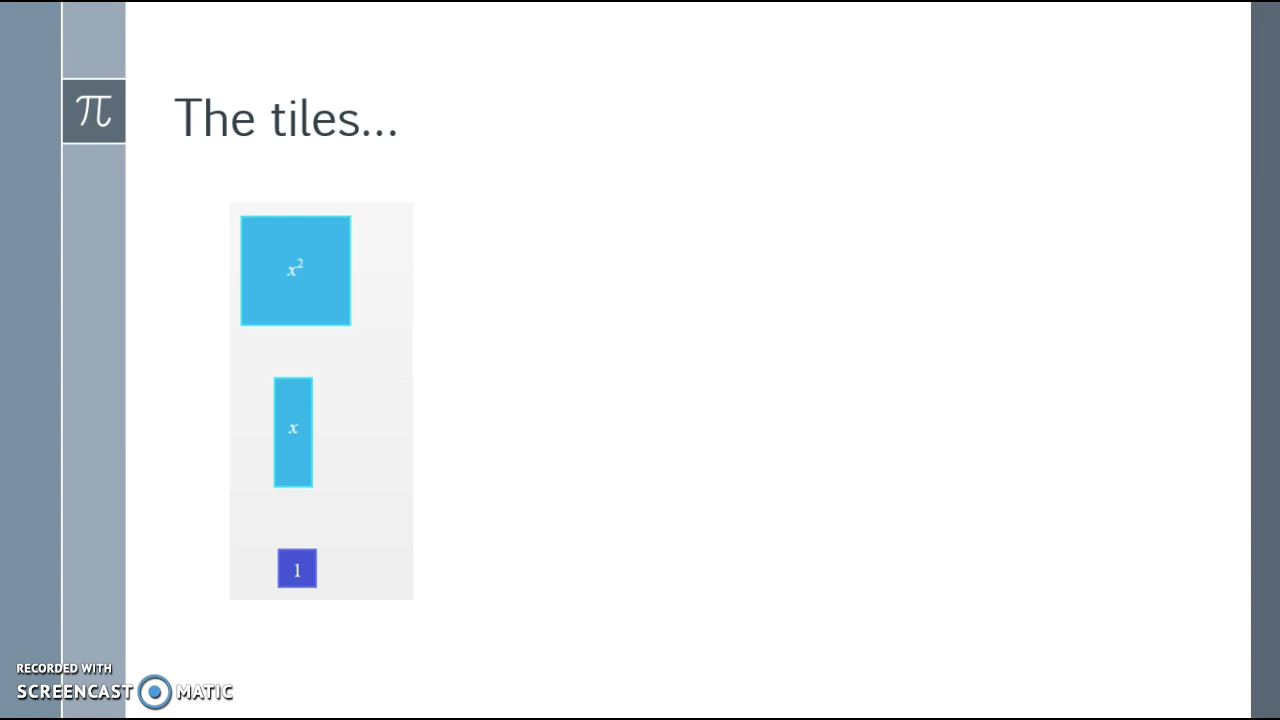 π
The tiles...
x²
x
1
RECORDED WITH
SCREENCAST MATIC